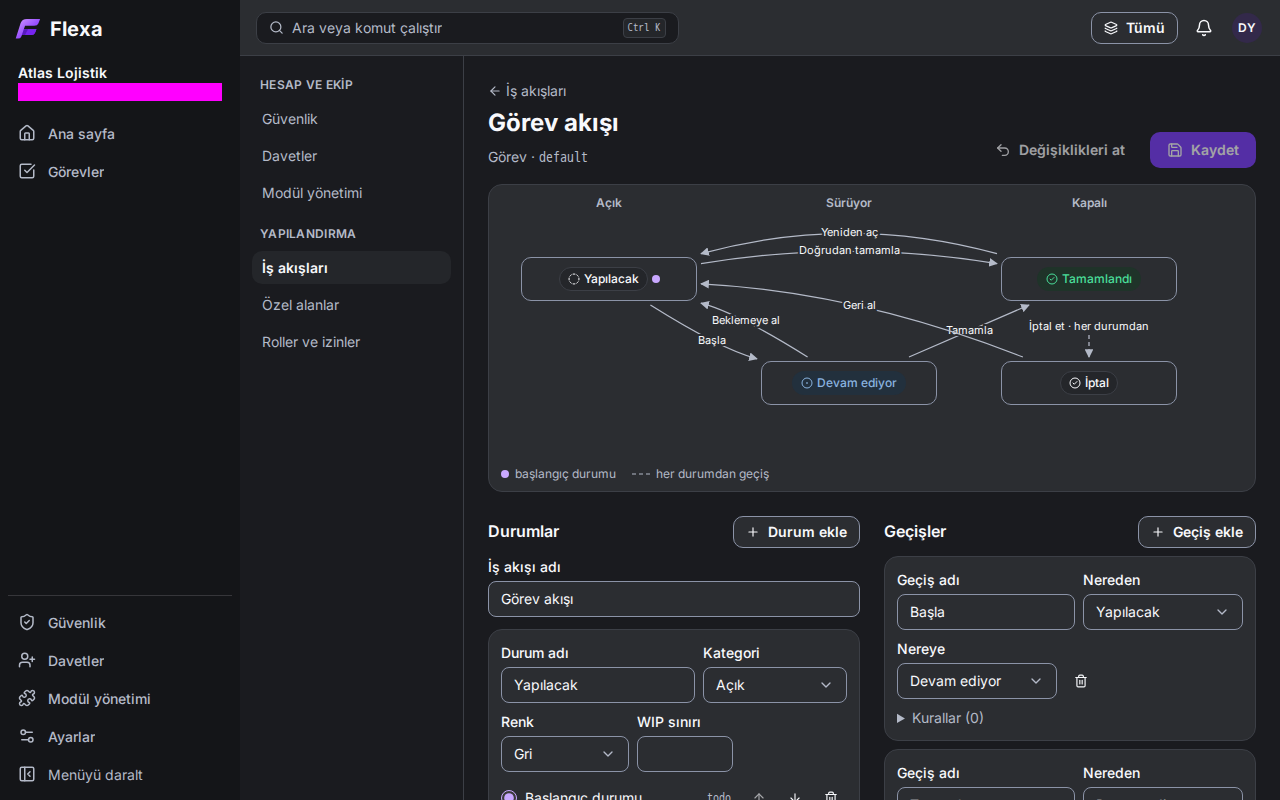 Flexa
Ara veya komut çalıştır
Ctrl K
Tümü
DY
Atlas Lojistik
Ana sayfa
Görevler
HESAP VE EKİP
Güvenlik
Davetler
Modül yönetimi
YAPILANDIRMA
İş akışları
Özel alanlar
Roller ve izinler
Güvenlik
Davetler
Modül yönetimi
Ayarlar
Menüyü daralt
İş akışları
Görev akışı
Görev · default
Değişiklikleri at
Kaydet
Açık
Sürüyor
Kapalı
Yeniden aç
Doğrudan tamamla
Yapılacak
Tamamlandı
Geri al
Beklemeye al
Başla
Tamamla
İptal et · her durumdan
Devam ediyor
İptal
başlangıç durumu
her durumdan geçiş
Durumlar
Durum ekle
İş akışı adı
Görev akışı
Durum adı
Kategori
Yapılacak
Açık
Renk
WIP sınırı
Gri
Başlangıç durumu
todo
Geçişler
Geçiş ekle
Geçiş adı
Nereden
Başla
Yapılacak
Nereye
Devam ediyor
Kurallar (0)
Geçiş adı
Nereden